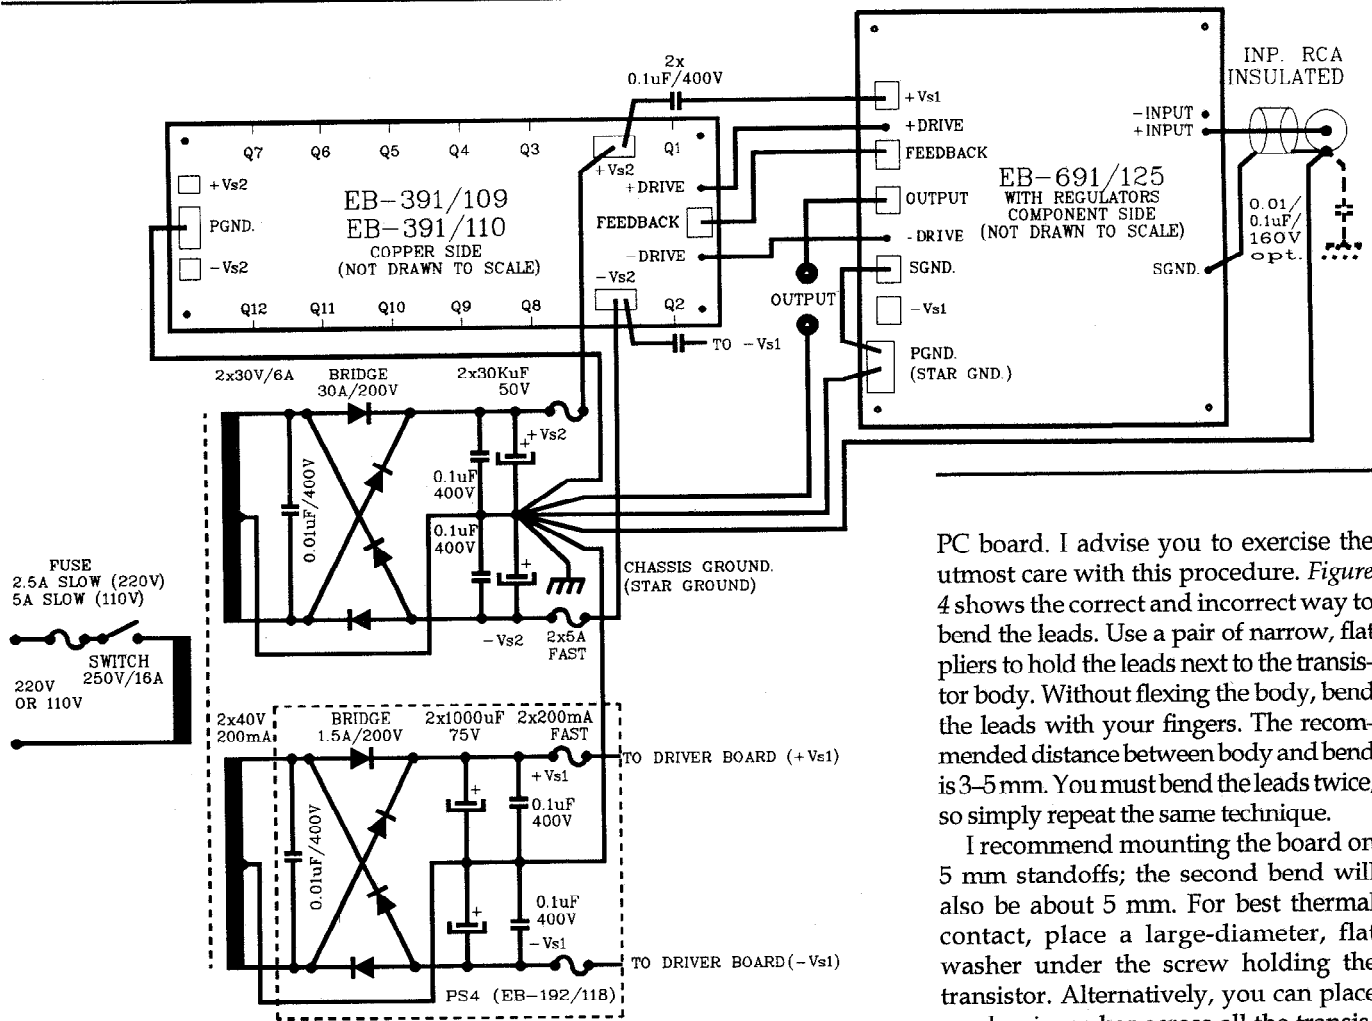 2x
0.1uF/400V
INP. RCA
INSULATED
Q7 Q6 Q5 Q4 Q3 Q1
+Vs2
+Vs2
EB-391/109
EB-391/110
COPPER SIDE
(NOT DRAWN TO SCALE)
PGND.
-Vs2
+DRIVE
FEEDBACK
-DRIVE
-Vs2
Q12 Q11 Q10 Q9 Q8 Q2
TO -Vs1
+Vs1
+DRIVE
FEEDBACK
OUTPUT
-DRIVE
SGND.
-Vs1
PGND.
(STAR GND.)
-INPUT
+INPUT
EB-691/125
WITH REGULATORS
COMPONENT SIDE
(NOT DRAWN TO SCALE)
SGND.
0.01/
0.1uF/
160V
opt.
OUTPUT
2x30V/6A
BRIDGE
30A/200V
2x30KuF
50V
+Vs2
+
0.01uF/400V
0.1uF
400V
0.1uF
400V
+
-Vs2
2x5A
FAST
CHASSIS GROUND.
(STAR GROUND)
FUSE
2.5A SLOW (220V)
5A SLOW (110V)
SWITCH
250V/16A
220V
OR 110V
2x40V
200mA
BRIDGE
1.5A/200V
2x1000uF
75V
2x200mA
FAST
TO DRIVER BOARD (+Vs1)
+Vs1
+
0.1uF
400V
0.01uF/400V
0.1uF
400V
+
-Vs1
TO DRIVER BOARD(-Vs1)
PS4 (EB-192/118)
PC board. I advise you to exercise the
utmost care with this procedure. Figure
4 shows the correct and incorrect way to
bend the leads. Use a pair of narrow, flat
pliers to hold the leads next to the transis-
tor body. Without flexing the body, bend
the leads with your fingers. The recom-
mended distance between body and bend
is 3–5 mm. You must bend the leads twice,
so simply repeat the same technique.
I recommend mounting the board on
5 mm standoffs; the second bend will
also be about 5 mm. For best thermal
contact, place a large-diameter, flat
washer under the screw holding the
transistor. Alternatively, you can place